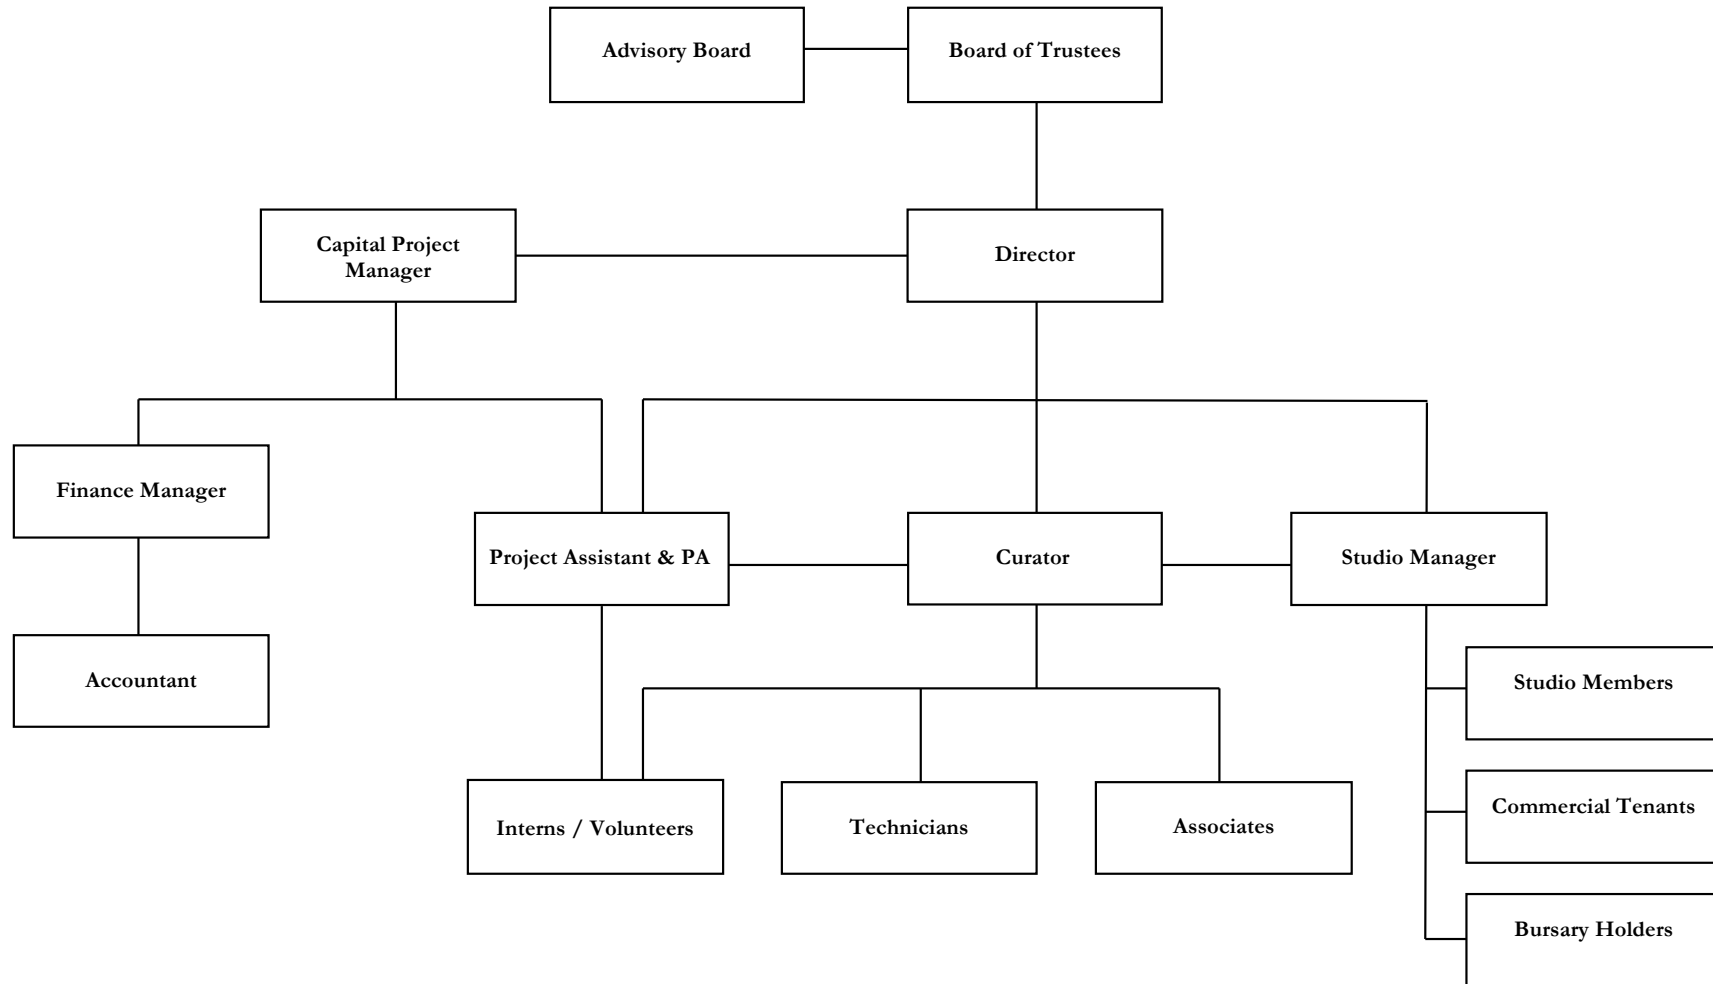 Advisory Board
Board of Trustees
Capital Project
Manager
Director
Finance Manager
Project Assistant & PA
Curator
Studio Manager
Accountant
Studio Members
Commercial Tenants
Interns / Volunteers
Technicians
Associates
Bursary Holders